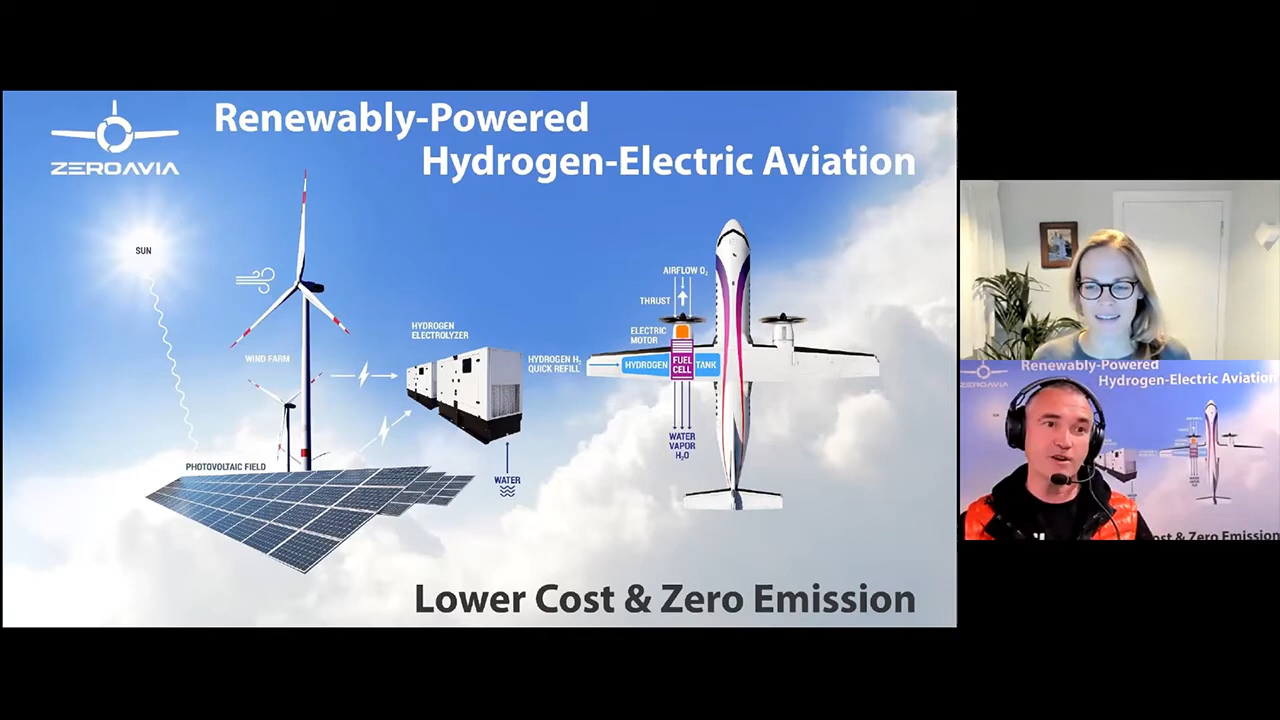 ZEROAVIA
Renewably-Powered
Hydrogen-Electric Aviation
SUN
WIND FARM
PHOTOVOLTAIC FIELD
HYDROGEN
ELECTROLYZER
WATER
HYDROGEN H₂
QUICK REFILL
AIRFLOW O₂
THRUST
ELECTRIC
MOTOR
HYDROGEN
FUEL
CELL
TANK
WATER
VAPOR
H₂O
Lower Cost & Zero Emission
Renewably-Powered
Hydrogen-Electric Aviation
ost & Zero Emission